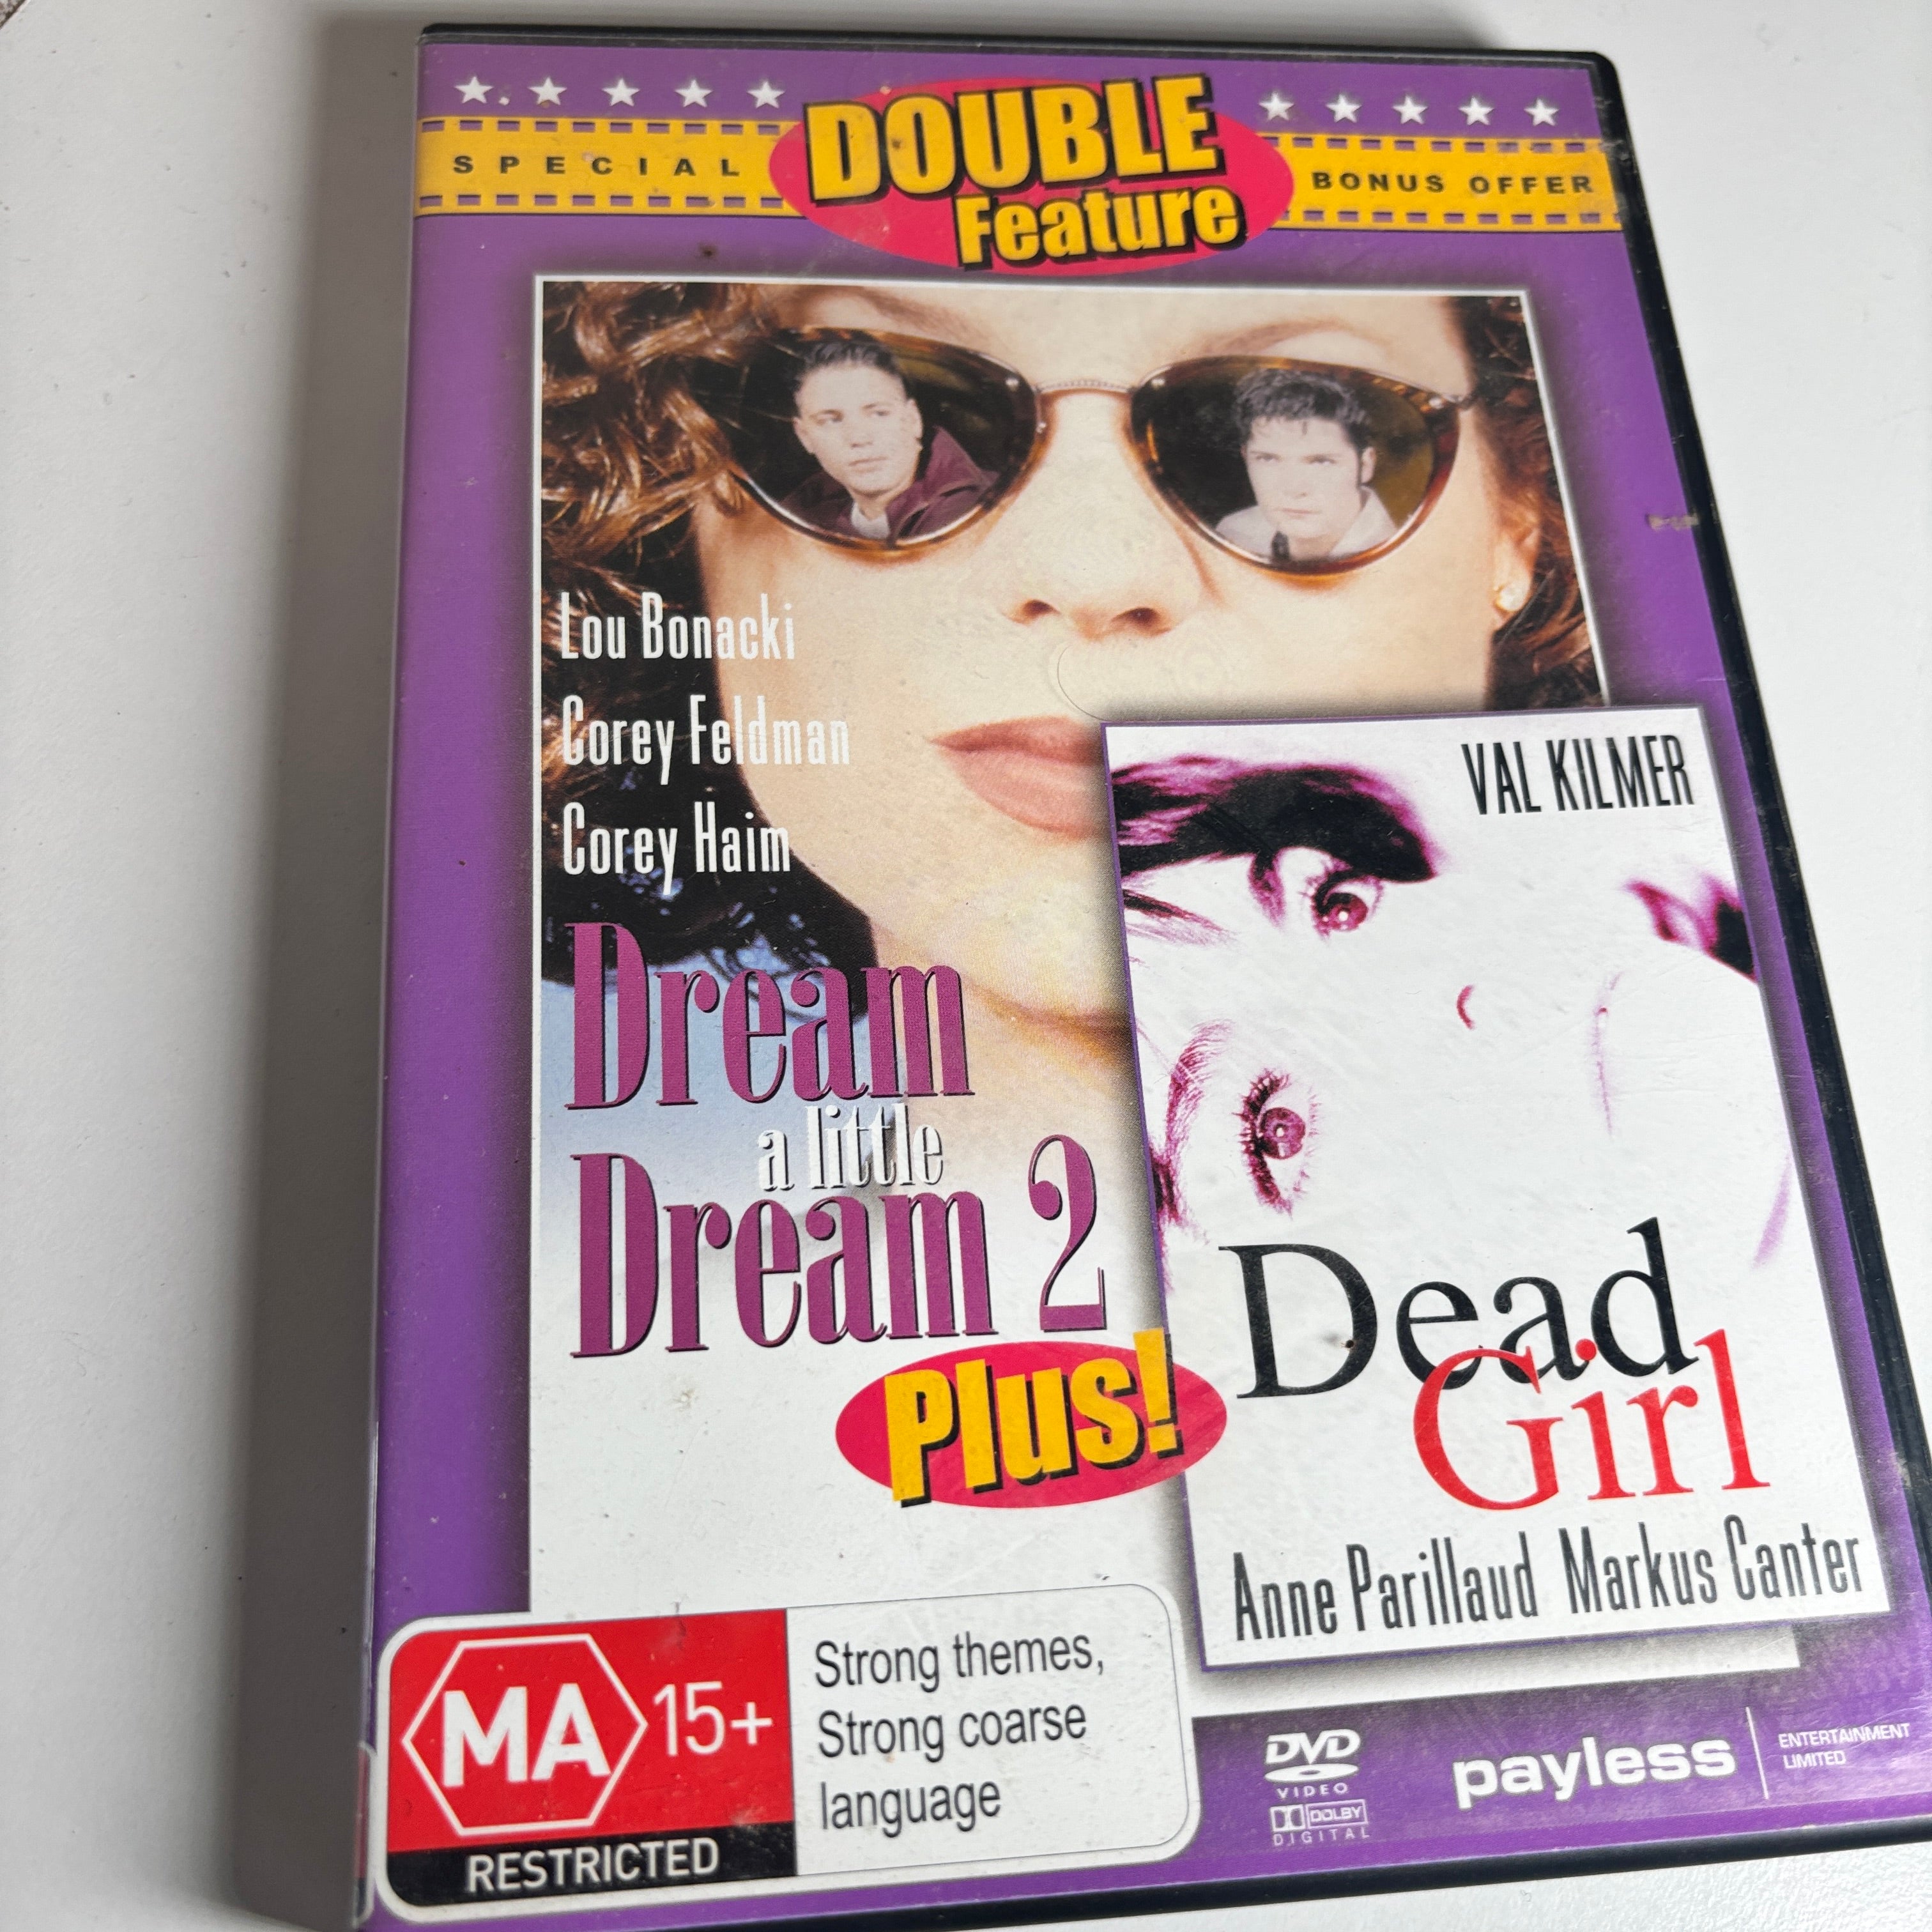 SPECIAL
DOUBLE
Feature
BONUS OFFER
Lou Bonacki
Corey Feldman
Corey Haim
Dream
a little
Dream 2
Plus!
VAL KILMER
Dead
Girl
Anne Parillaud Markus Canter
MA 15+
RESTRICTED
Strong themes,
Strong coarse
language
DVD
VIDEO
DOLBY
DIGITAL
payless
ENTERTAINMENT
LIMITED